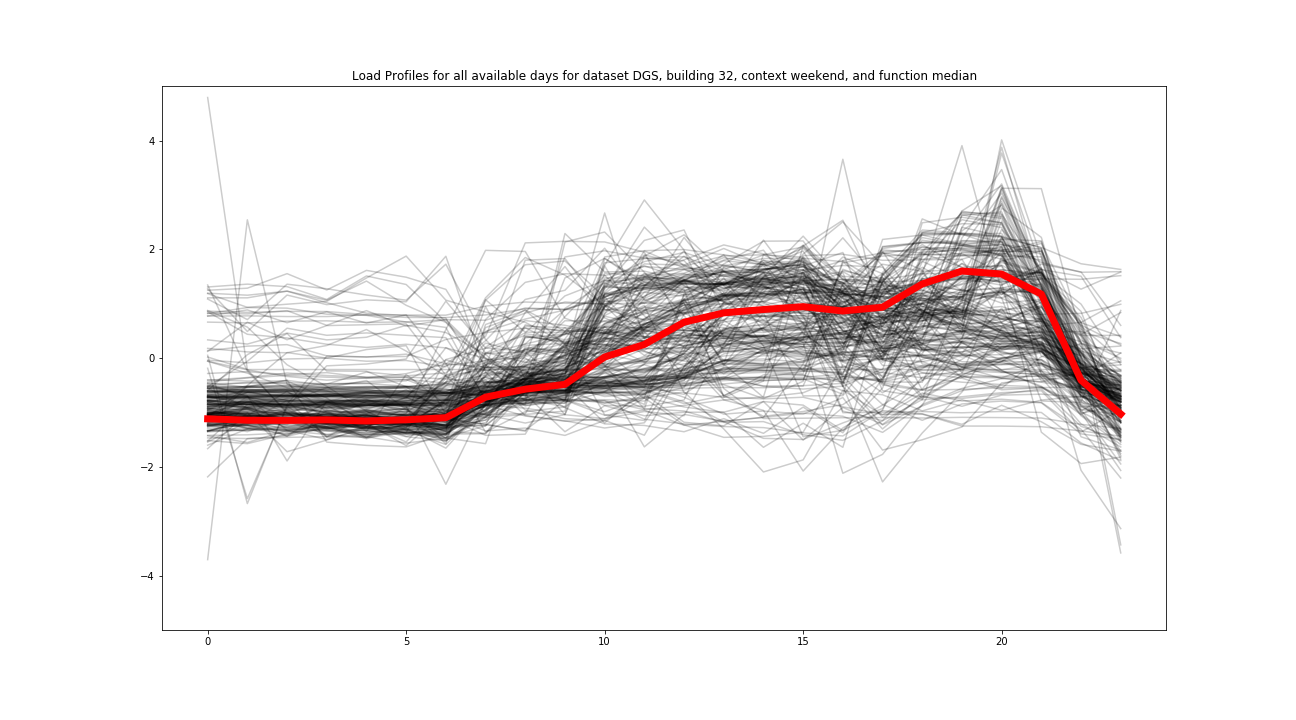 Load Profiles for all available days for dataset DGS, building 32, context weekend, and function median
4
2
0
−2
−4
0 5 10 15 20